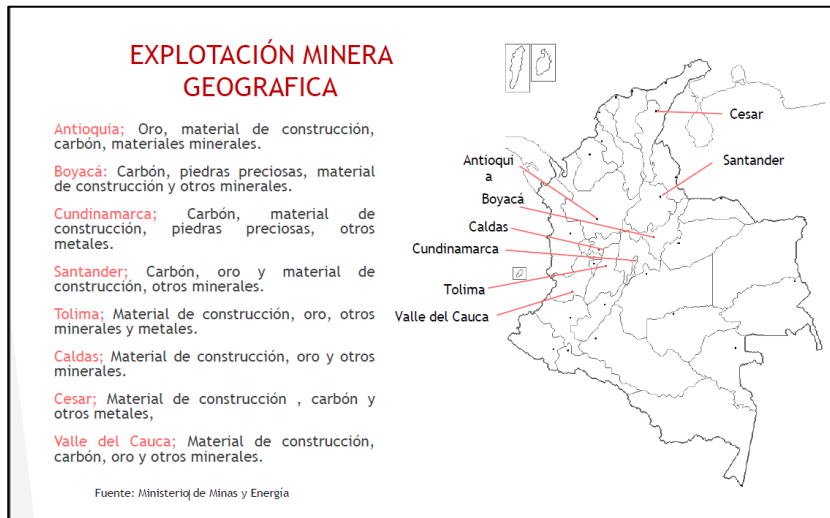 EXPLOTACIÓN MINERA
GEOGRAFICA
Antioquia; Oro, material de construcción,
carbón, materiales minerales.
Boyacá: Carbón, piedras preciosas, material
de construcción y otros minerales.
Cundinamarca; Carbón, material de
construcción, piedras preciosas, otros
metales.
Santander; Carbón, oro y material de
construcción, otros minerales.
Tolima; Material de construcción, oro, otros
minerales y metales.
Caldas; Material de construcción, oro y otros
minerales.
Cesar; Material de construcción , carbón y
otros metales,
Valle del Cauca; Material de construcción,
carbón, oro y otros minerales.
Fuente: Ministerio de Minas y Energía
Cesar
Antioqui
a
Santander
Boyacá
Caldas
Cundinamarca
Tolima
Valle del Cauca